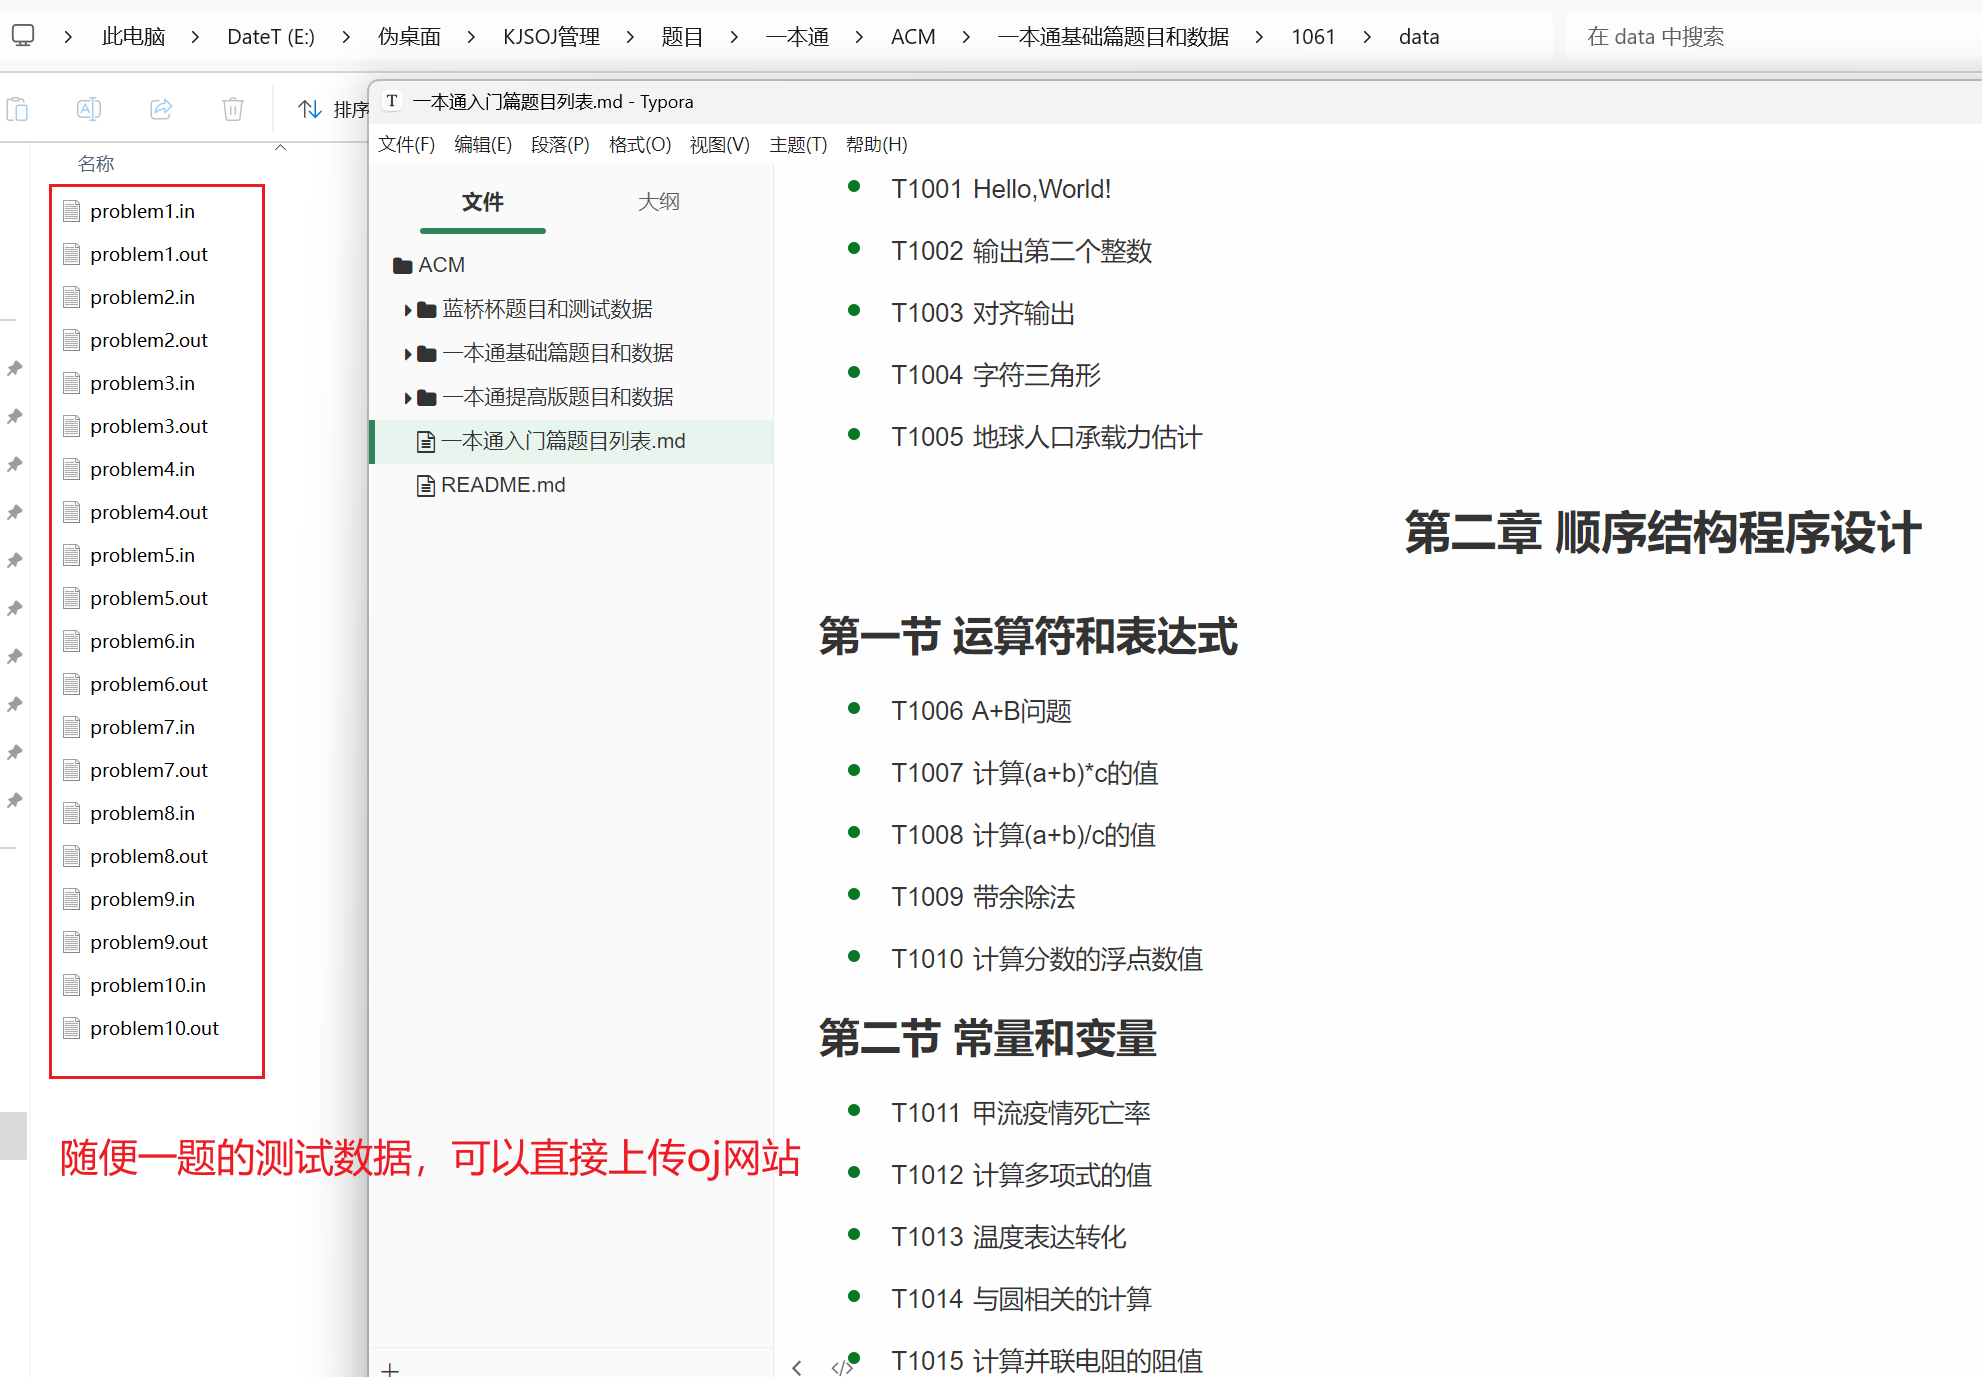 此电脑 > DateT (E:) > 伪桌面 > KJSOJ管理 > 题目 > 一本通 > ACM > 一本通基础篇题目和数据 > 1061 > data
在 data 中搜索
排序
名称
problem1.in
problem1.out
problem2.in
problem2.out
problem3.in
problem3.out
problem4.in
problem4.out
problem5.in
problem5.out
problem6.in
problem6.out
problem7.in
problem7.out
problem8.in
problem8.out
problem9.in
problem9.out
problem10.in
problem10.out
随便一题的测试数据，可以直接上传oj网站
T 一本通入门篇题目列表.md - Typora
文件(F) 编辑(E) 段落(P) 格式(O) 视图(V) 主题(T) 帮助(H)
文件 大纲
ACM
蓝桥杯题目和测试数据
一本通基础篇题目和数据
一本通提高版题目和数据
一本通入门篇题目列表.md
README.md
T1001 Hello,World!
T1002 输出第二个整数
T1003 对齐输出
T1004 字符三角形
T1005 地球人口承载力估计
第二章 顺序结构程序设计
第一节 运算符和表达式
T1006 A+B问题
T1007 计算(a+b)*c的值
T1008 计算(a+b)/c的值
T1009 带余除法
T1010 计算分数的浮点数值
第二节 常量和变量
T1011 甲流疫情死亡率
T1012 计算多项式的值
T1013 温度表达转化
T1014 与圆相关的计算
T1015 计算并联电阻的阻值